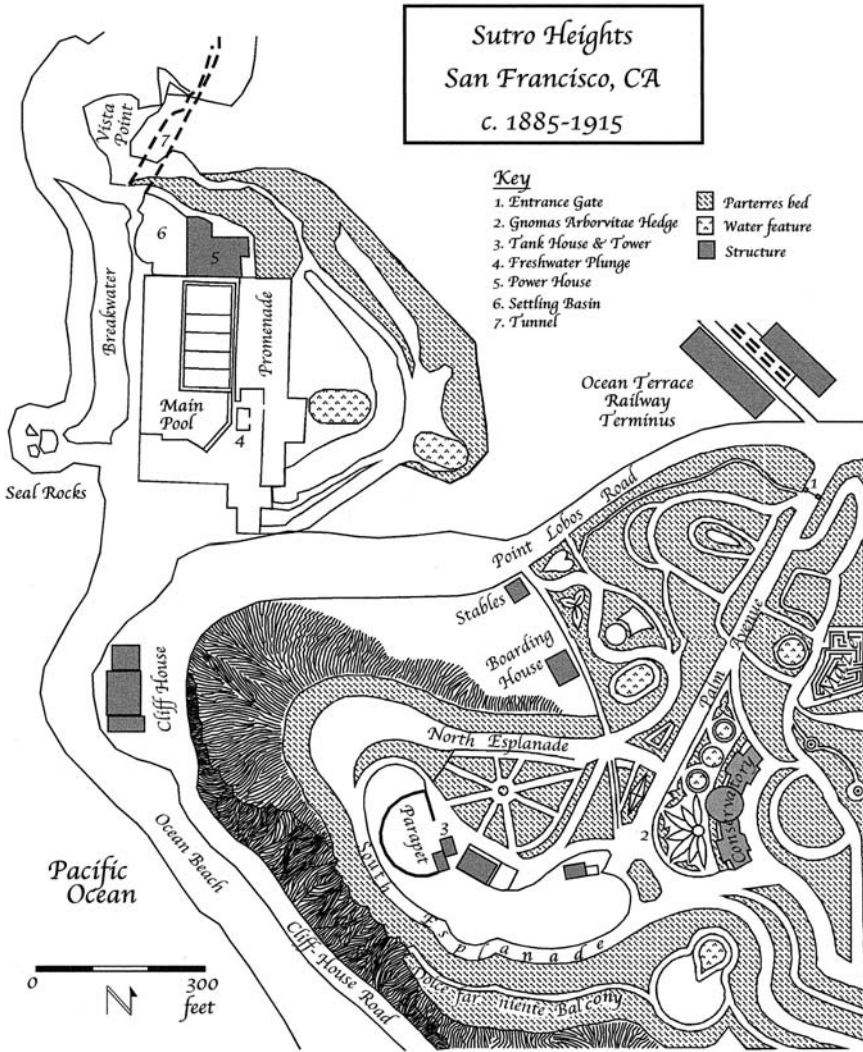 Sutro Heights
San Francisco, CA
c. 1885-1915
Key
1. Entrance Gate
2. Gnomas Arborvitae Hedge
3. Tank House & Tower
4. Freshwater Plunge
5. Power House
6. Settling Basin
7. Tunnel
Parterres bed
Water feature
Structure
Vista
Point
7
6
5
Breakwater
Promenade
Main
Pool
4
Seal Rocks
Ocean Terrace
Railway
Terminus
1
Point Lobos Road
Stables
Boarding
House
Palm Avenue
Cliff House
North Esplanade
Parapet
3
2
Conservatory
South Esplanade
Ocean Beach
Pacific
Ocean
Cliff-House Road
Dolce far niente Balcony
0
300
feet
N